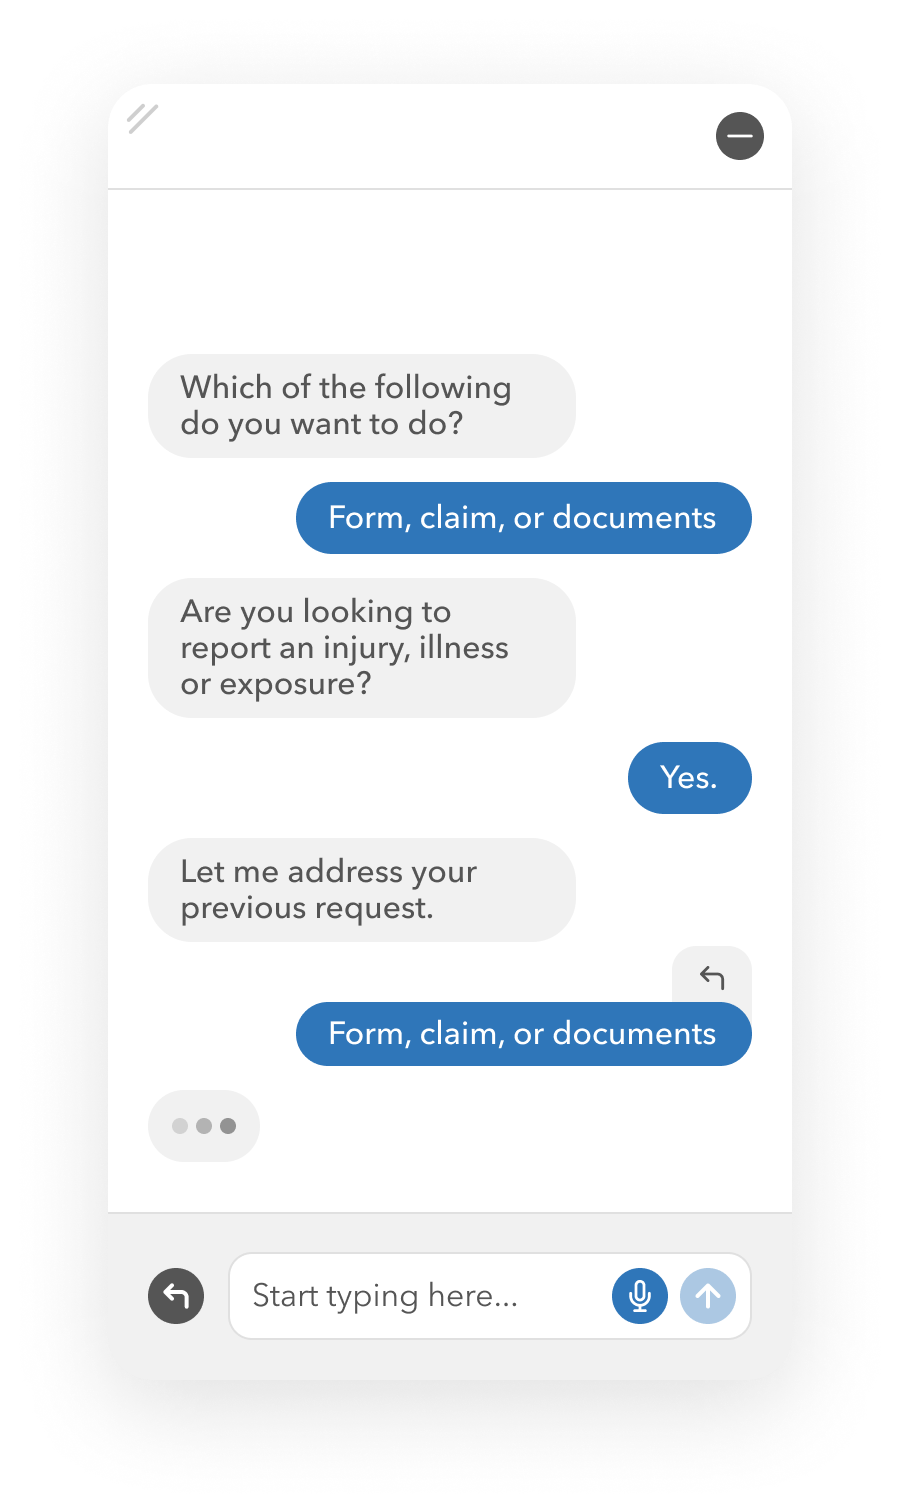 Which of the following
do you want to do?
Form, claim, or documents
Are you looking to
report an injury, illness
or exposure?
Yes.
Let me address your
previous request.
Form, claim, or documents
Start typing here...